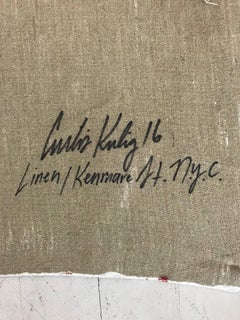 Curtis Kulig 16
Linen / Kenmare St. N.y.c.